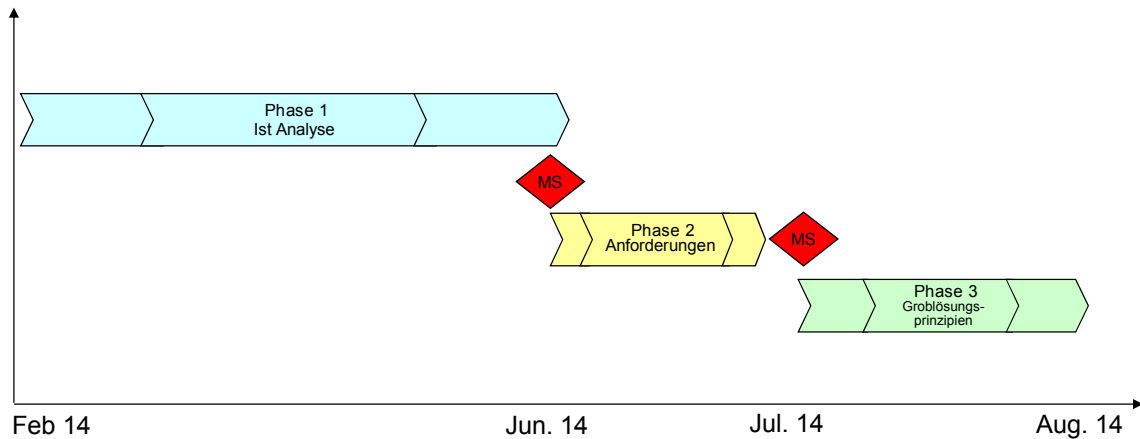 Phase 1
Ist Analyse
MS
Phase 2
Anforderungen
MS
Phase 3
Groblösungs-
prinzipien
Feb 14
Jun. 14
Jul. 14
Aug. 14